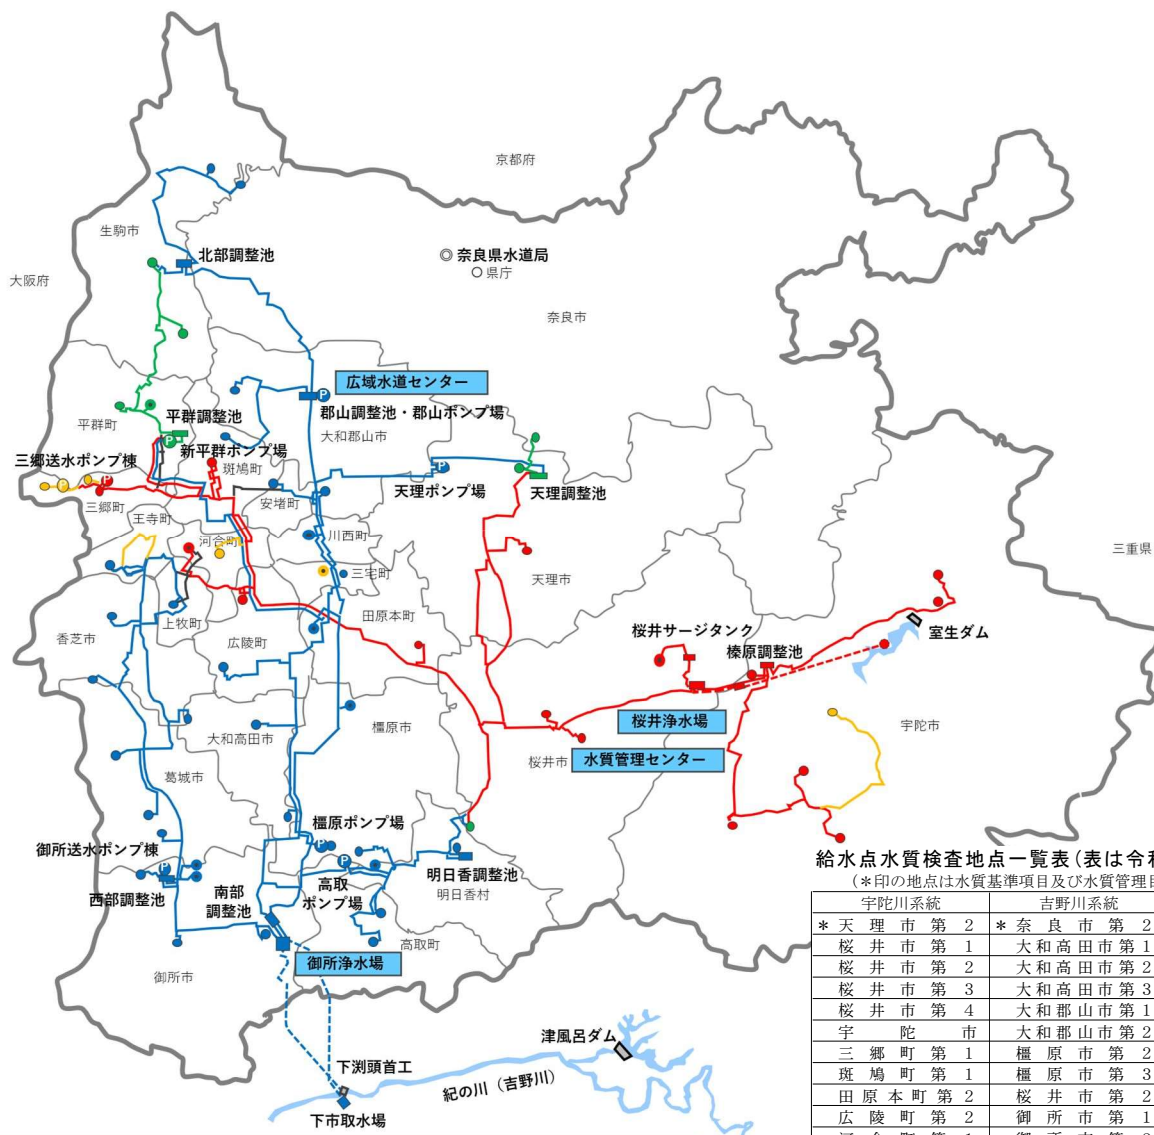 京都府
生駒市
北部調整池
◎ 奈良県水道局
○県庁
大阪府
奈良市
広域水道センター
郡山調整池・郡山ポンプ場
平群調整池
平群町
大和郡山市
新平群ポンプ場
三郷送水ポンプ棟
斑鳩町
天理ポンプ場
天理調整池
三郷町
安堵町
王寺町
河合町
川西町
三重県
三宅町
天理市
上牧町
田原本町
香芝市
広陵町
桜井サージタンク
榛原調整池
室生ダム
桜井浄水場
宇陀市
大和高田市
橿原市
桜井市
水質管理センター
葛城市
橿原ポンプ場
御所送水ポンプ棟
明日香調整池
西部調整池
南部
調整池
高取
ポンプ場
明日香村
高取町
御所浄水場
御所市
津風呂ダム
下渕頭首工
紀の川（吉野川）
下市取水場
給水点水質検査地点一覧表(表は令
(*印の地点は水質基準項目及び水質管理
宇陀川系統 吉野川系統
* 天理市第2 * 奈良市第2
桜井市第1 大和高田市第1
桜井市第2 大和高田市第2
桜井市第3 大和高田市第3
桜井市第4 大和郡山市第1
宇陀市 大和郡山市第2
三郷町第1 橿原市第2
斑鳩町第1 橿原市第3
田原本町第2 桜井市第2
広陵町第2 御所市第1